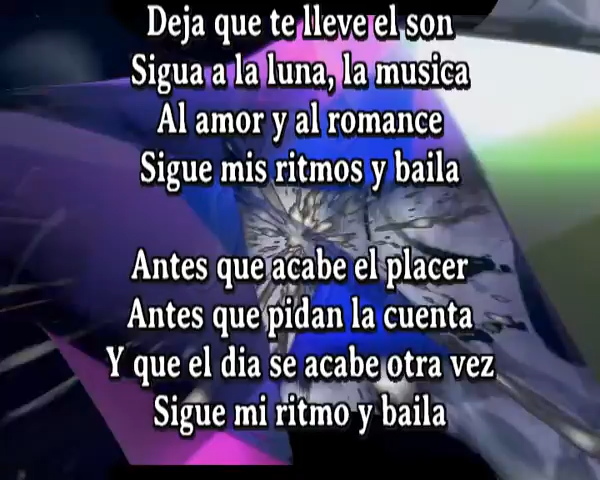 Deja que te lleve el son
Sigua a la luna, la musica
Al amor y al romance
Sigue mis ritmos y baila
Antes que acabe el placer
Antes que pidan la cuenta
Y que el dia se acabe otra vez
Sigue mi ritmo y baila